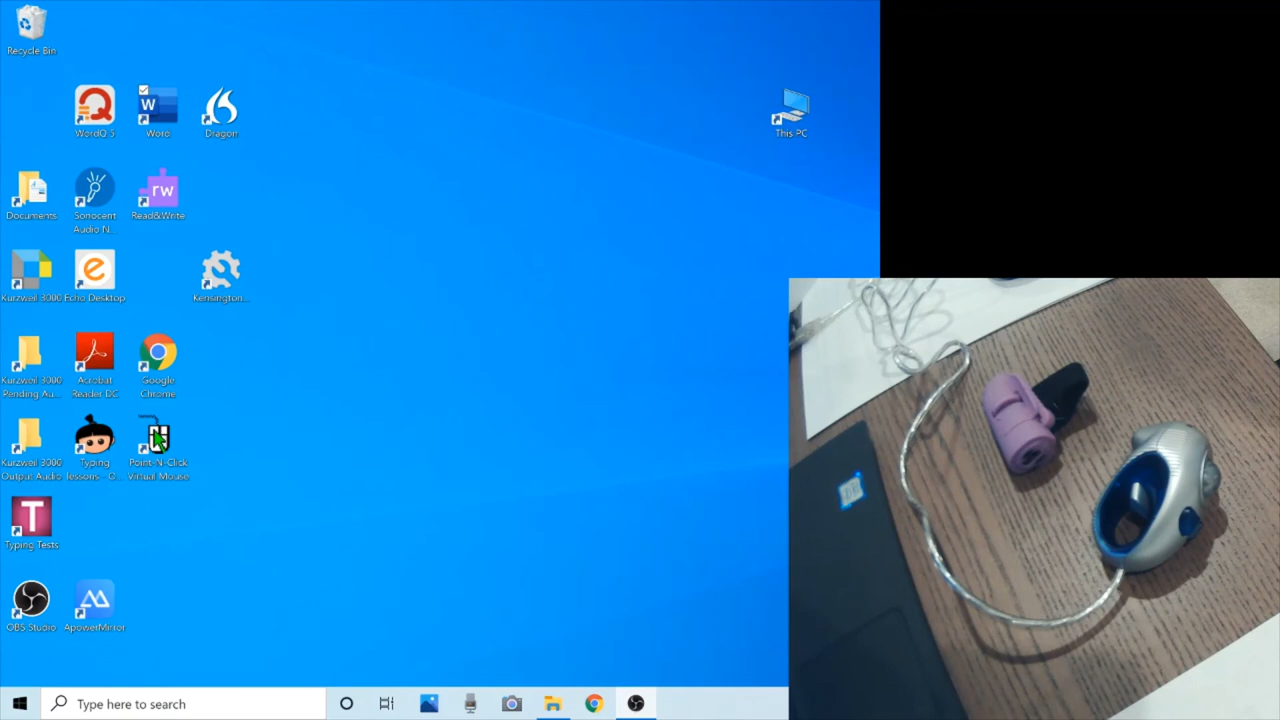 Recycle Bin
WordQ 5
W
Word
Dragon
This PC
Documents
Sonocent
Audio N...
rw
Read&Write
Kurzweil 3000
e
Echo Desktop
Kensington...
Kurzweil 3000
Pending Au...
Acrobat
Reader DC
Google
Chrome
Kurzweil 3000
Output Audio
Typing
lessons - O...
Point-N-Click
Virtual Mouse
T
Typing Tests
OBS Studio
ApowerMirror
Type here to search